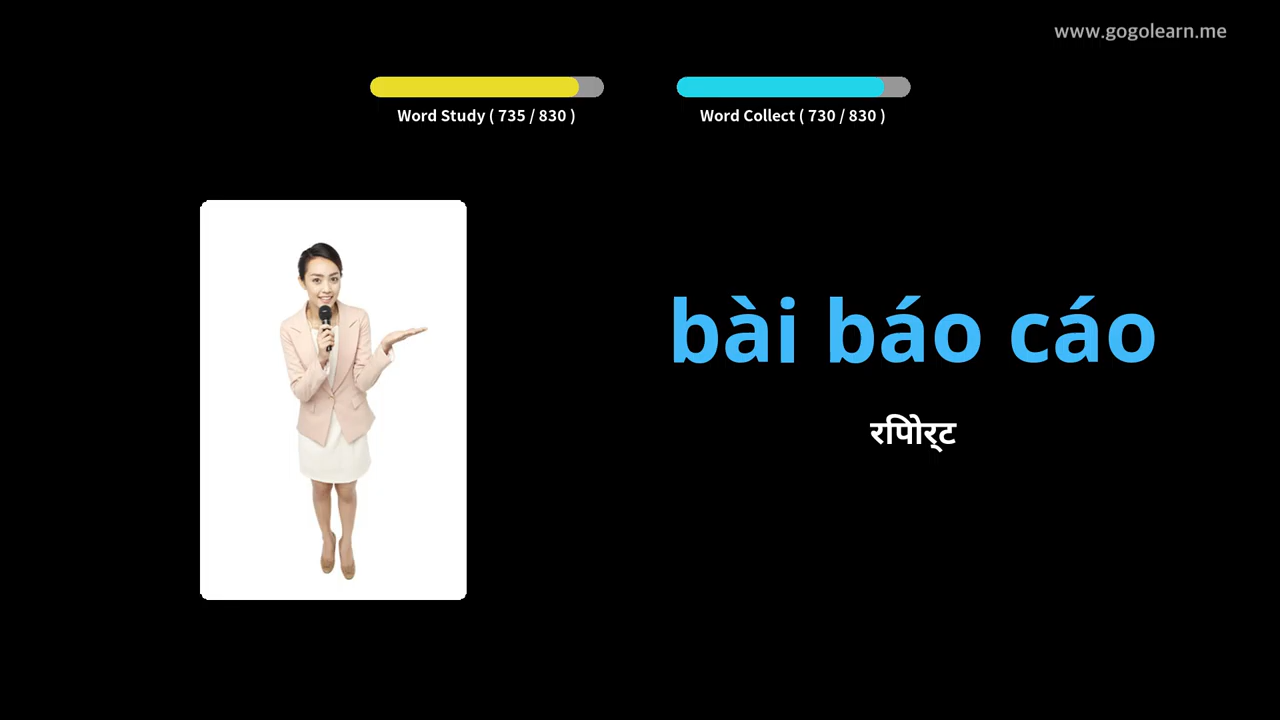 www.gogolearn.me
Word Study ( 735 / 830 )
Word Collect ( 730 / 830 )
bài báo cáo
रिपोर्ट